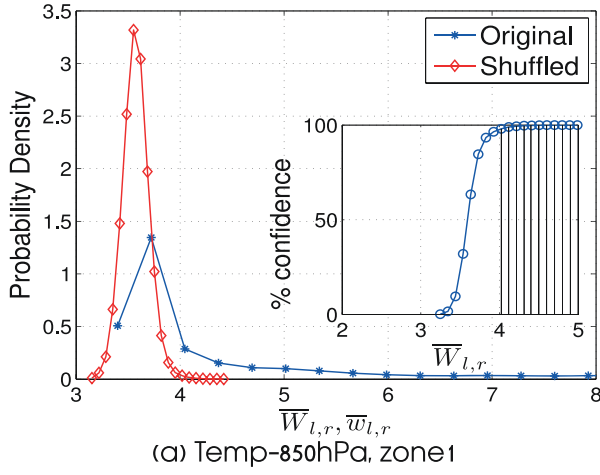 3.5
3
2.5
2
1.5
1
0.5
0
Probability Density
Original
Shuffled
100
50
0
% confidence
2 3 4 5
W̅l,r
3 4 5 6 7 8
W̅l,r, w̅l,r
(a) Temp-850hPa, zone1